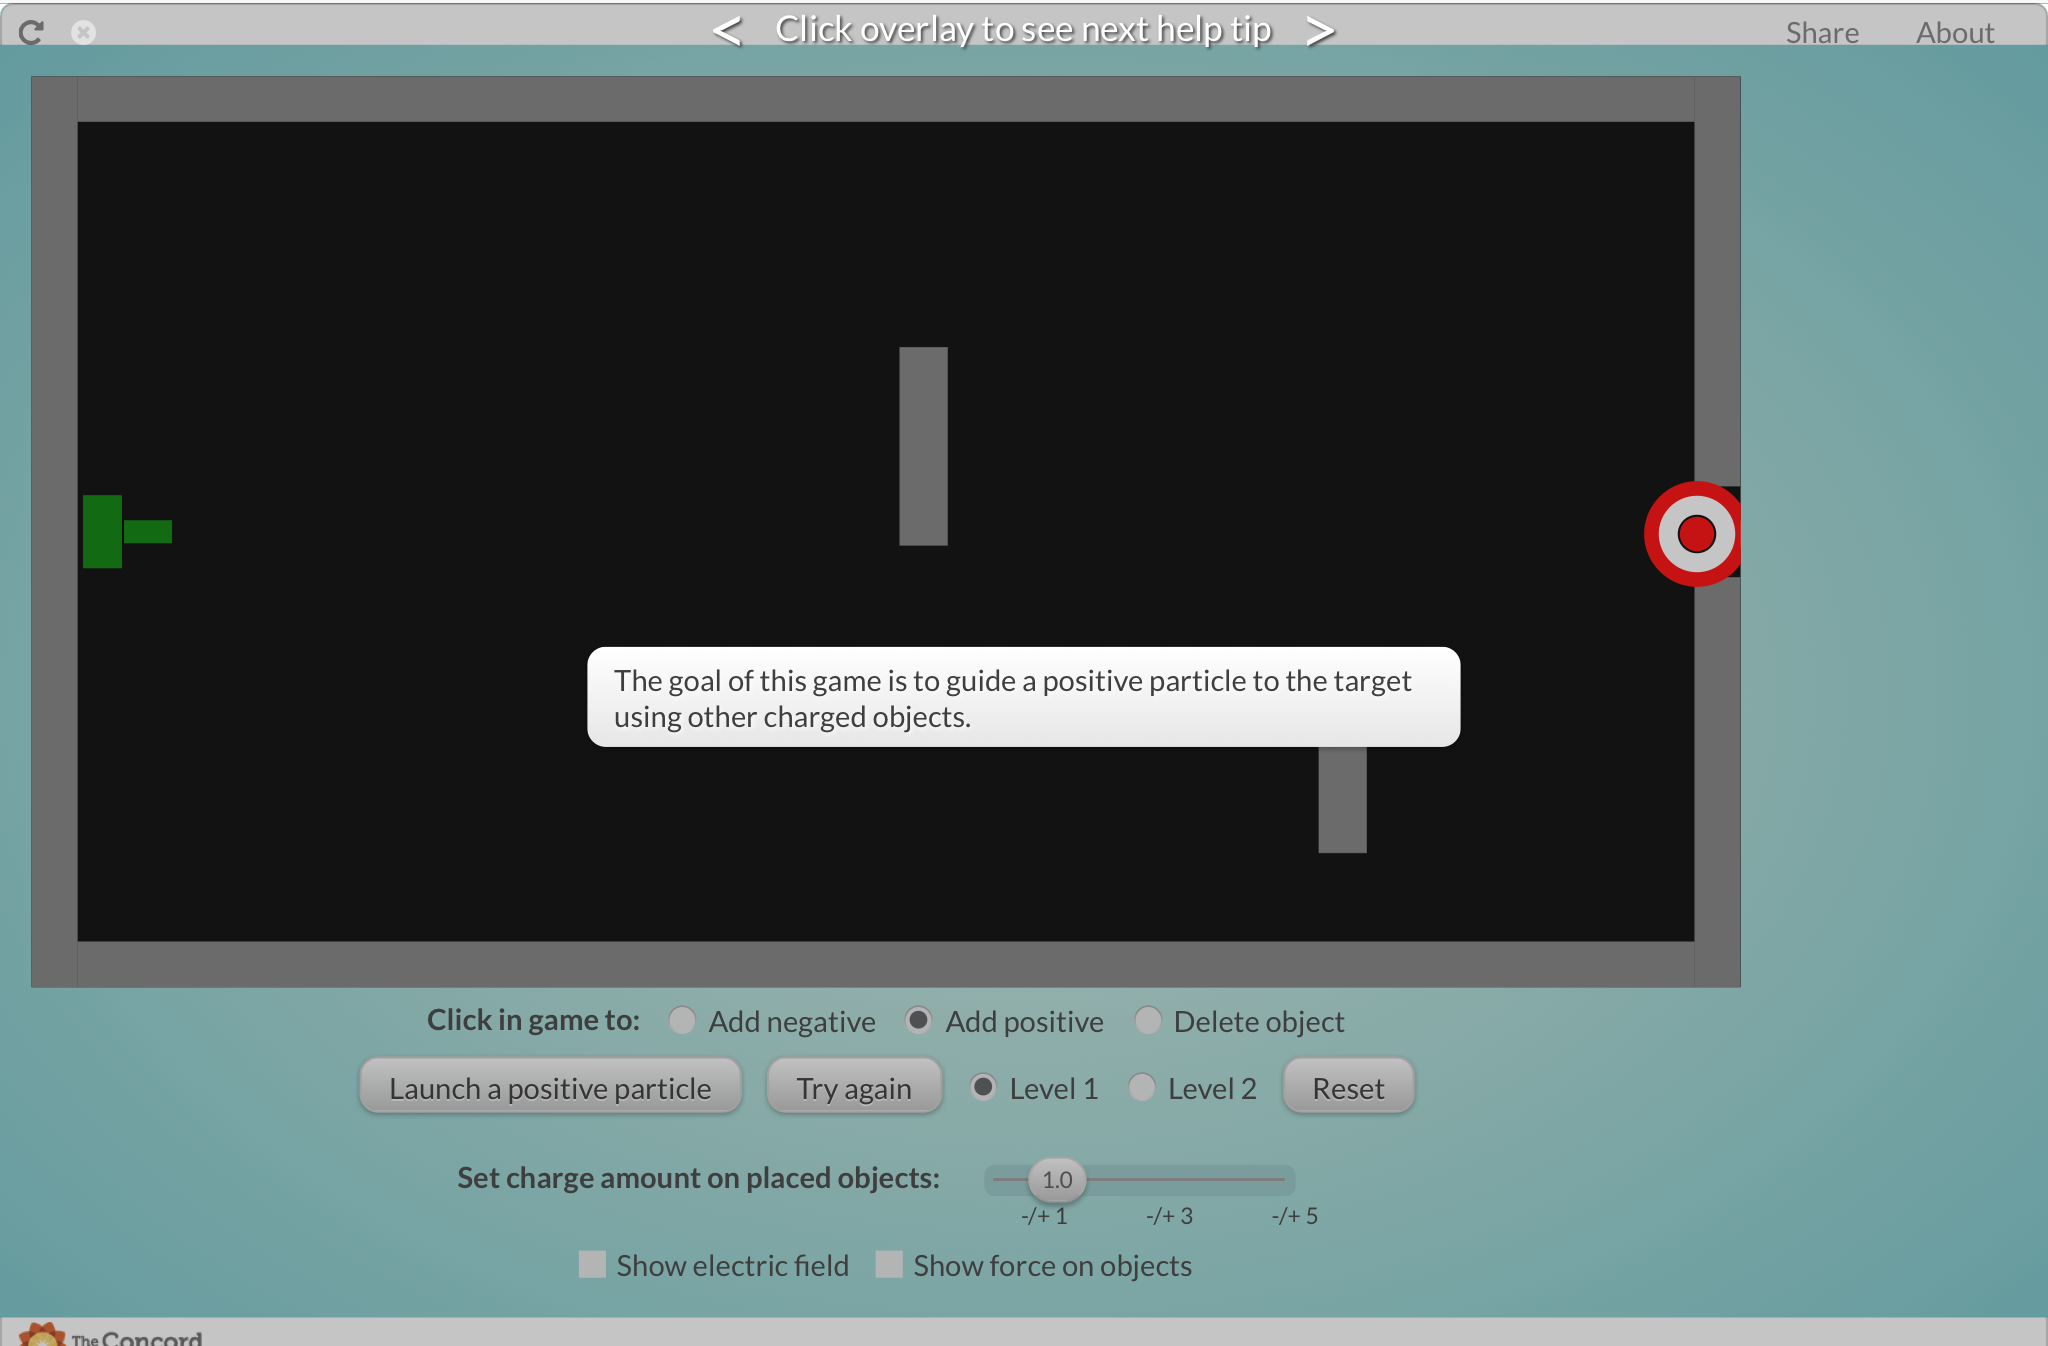 < Click overlay to see next help tip >
Share About
The goal of this game is to guide a positive particle to the target
using other charged objects.
Click in game to: Add negative Add positive Delete object
Launch a positive particle Try again Level 1 Level 2 Reset
Set charge amount on placed objects: 1.0
-/+ 1 -/+ 3 -/+ 5
Show electric field Show force on objects
The Concord